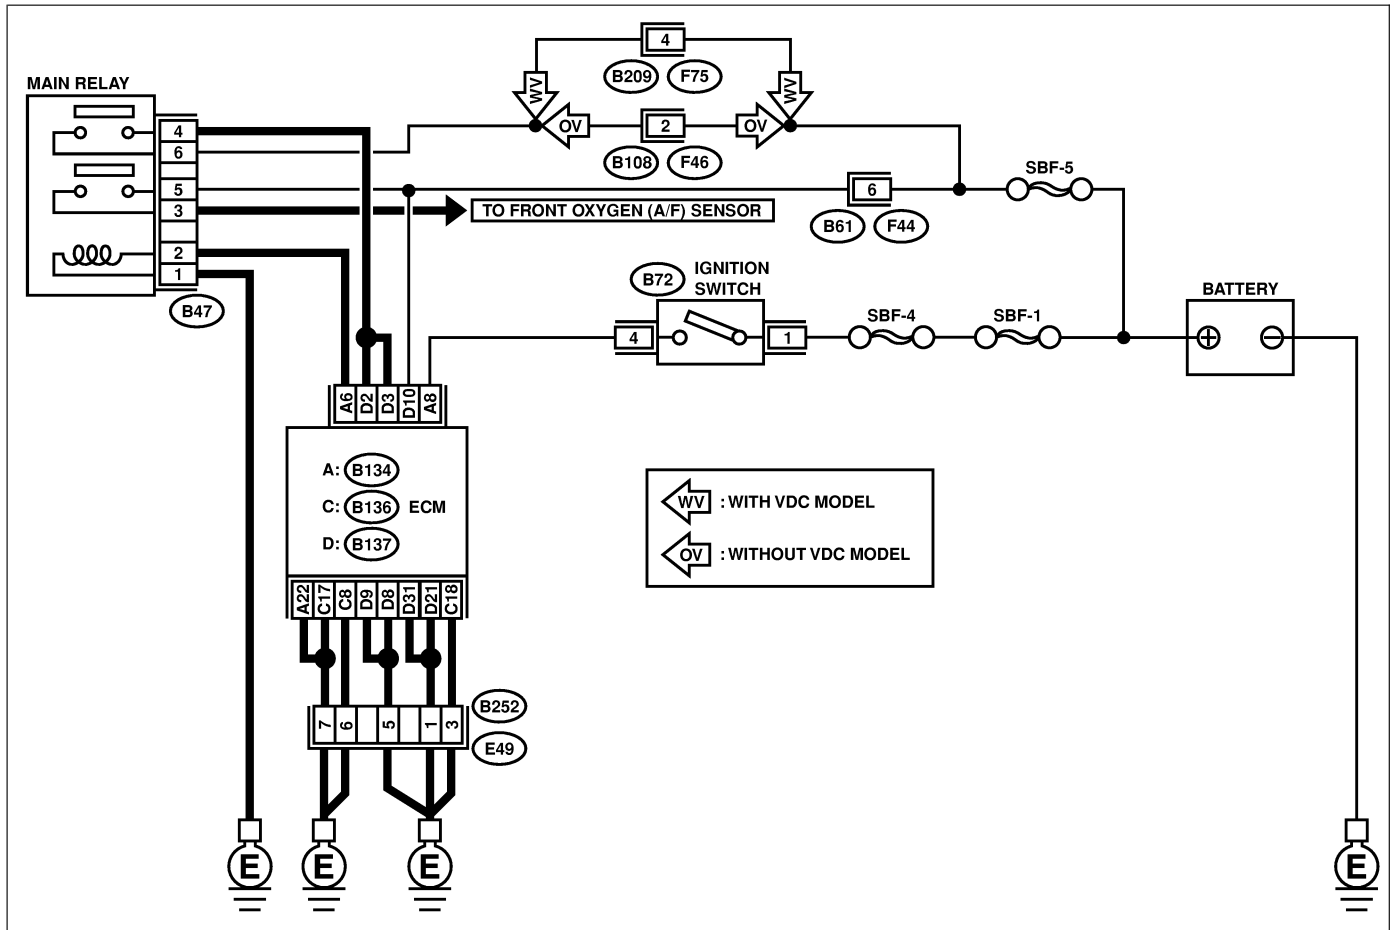 MAIN RELAY
4
6
5
3
2
1
B47
4
B209 F75
WV
WV
OV
2
OV
B108 F46
TO FRONT OXYGEN (A/F) SENSOR
6
B61 F44
SBF-5
B72
IGNITION
SWITCH
4
1
SBF-4
SBF-1
BATTERY
A6 D2 D3 D10 A8
A: B134
C: B136 ECM
D: B137
A22 C17 C8 D9 D8 D31 D21 C18
7 6 5 1 3
B252
E49
WV : WITH VDC MODEL
OV : WITHOUT VDC MODEL
E
E
E
E